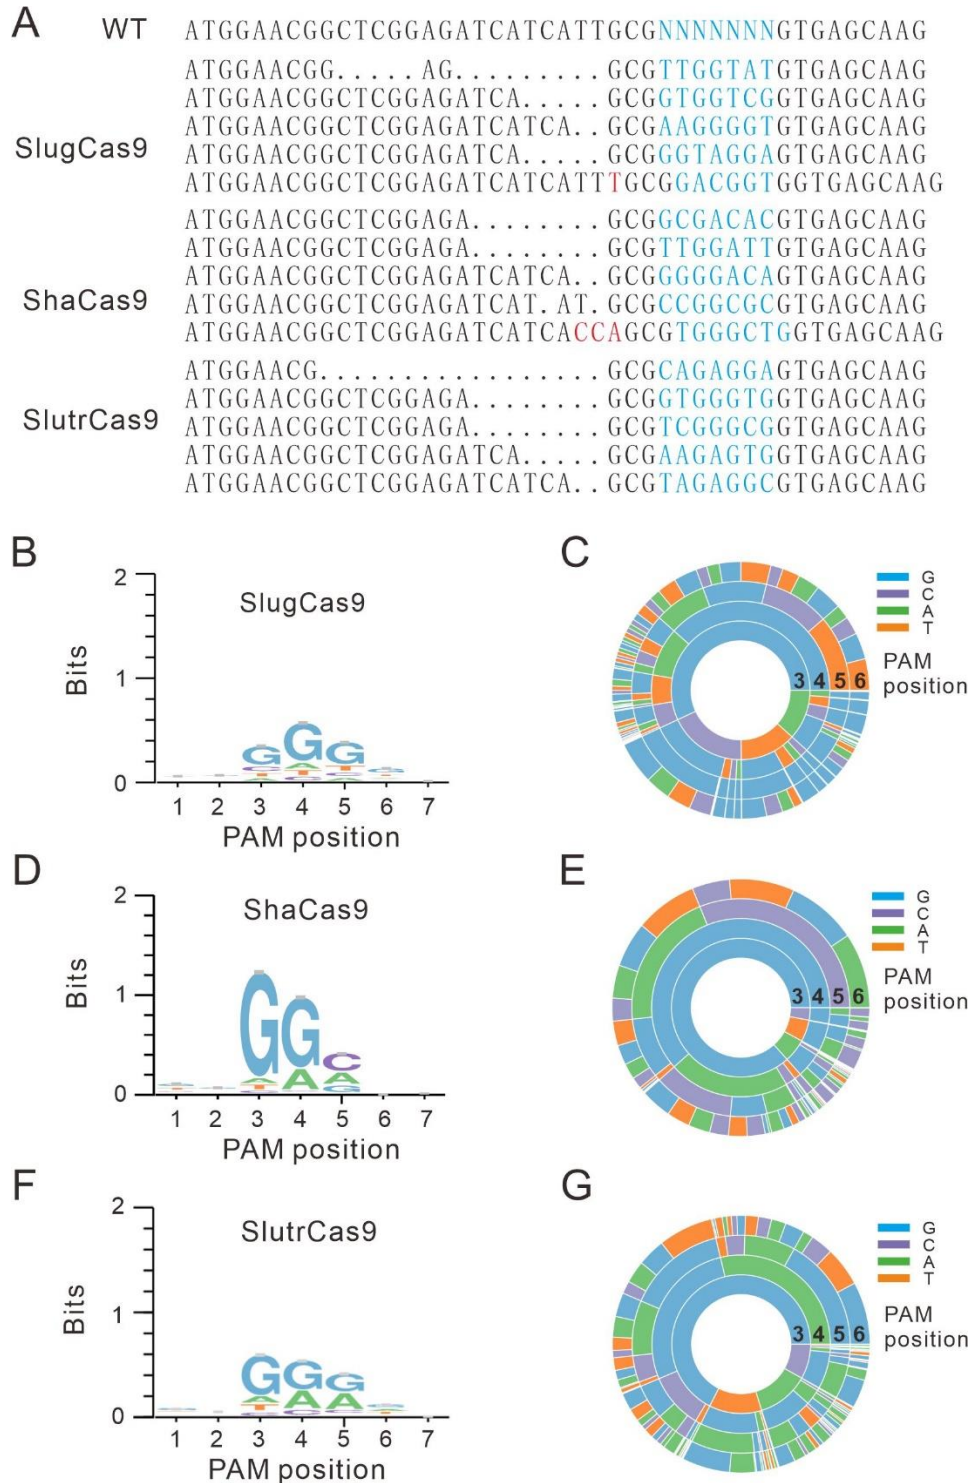 A
WT ATGGAACGGCTCGGAGATCATCATTGCGNNNNNNNGTGAGCAAG
SlugCas9
ATGGAACGG.....AG.........GCGTTGGTATGTGAGCAAG
ATGGAACGGCTCGGAGATCA.....GCGGTGGTCGGTGAGCAAG
ATGGAACGGCTCGGAGATCATCA..GCGAAGGGGTGTGAGCAAG
ATGGAACGGCTCGGAGATCA.....GCGGGTAGGAGTGAGCAAG
ATGGAACGGCTCGGAGATCATCATTTGCGGACGGTGGTGAGCAAG
ShaCas9
ATGGAACGGCTCGGAGA........GCGGCGACACGTGAGCAAG
ATGGAACGGCTCGGAGA........GCGTTGGATTGTGAGCAAG
ATGGAACGGCTCGGAGATCATCA..GCGGGGGACAGTGAGCAAG
ATGGAACGGCTCGGAGATCAT.AT.GCGCCGGCGCGTGAGCAAG
ATGGAACGGCTCGGAGATCATCACCAGCGTGGGCTGGTGAGCAAG
SlutrCas9
ATGGAACG.................GCGCAGAGGAGTGAGCAAG
ATGGAACGGCTCGGAGA........GCGGTGGGTGGTGAGCAAG
ATGGAACGGCTCGGAGA........GCGTCGGGCGGTGAGCAAG
ATGGAACGGCTCGGAGATCA.....GCGAAGAGTGGTGAGCAAG
ATGGAACGGCTCGGAGATCATCA..GCGTAGAGGCGTGAGCAAG
B
SlugCas9
2
1
0
Bits
1 2 3 4 5 6 7
PAM position
C
G
C
A
T
3 4 5 6
PAM
position
D
ShaCas9
2
1
0
Bits
1 2 3 4 5 6 7
PAM position
E
G
C
A
T
3 4 5 6
PAM
position
F
SlutrCas9
2
1
0
Bits
1 2 3 4 5 6 7
PAM position
G
G
C
A
T
3 4 5 6
PAM
position